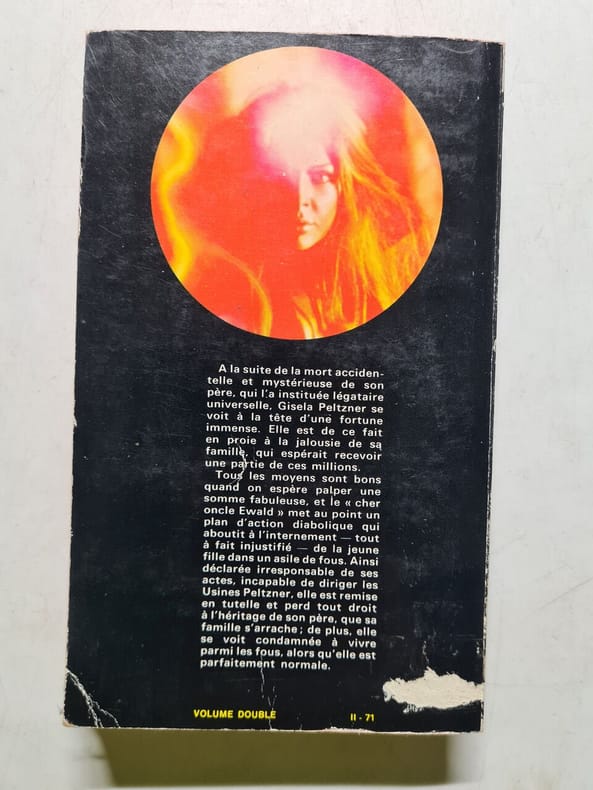 A la suite de la mort acciden-
telle et mystérieuse de son
père, qui l'a instituée légataire
universelle, Gisela Peltzner se
voit à la tête d'une fortune
immense. Elle est de ce fait
en proie à la jalousie de sa
famille, qui espérait recevoir
une partie de ces millions.
Tous les moyens sont bons
quand on espère palper une
somme fabuleuse, et le « cher
oncle Ewald » met au point un
plan d'action diabolique qui
aboutit à l'internement — tout
à fait injustifié — de la jeune
fille dans un asile de fous. Ainsi
déclarée irresponsable de ses
actes, incapable de diriger les
Usines Peltzner, elle est remise
en tutelle et perd tout droit
à l'héritage de son père, que sa
famille s'arrache ; de plus, elle
se voit condamnée à vivre
parmi les fous, alors qu'elle est
parfaitement normale.
VOLUME DOUBLE II - 71